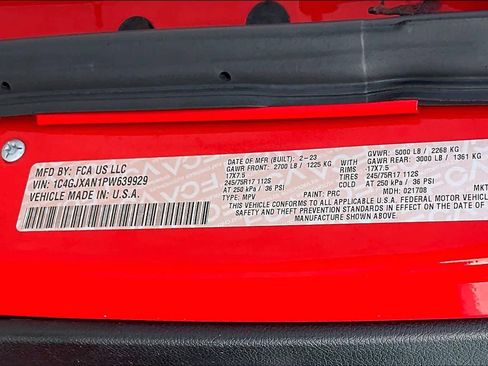 MFD BY: FCA US LLC
VIN: 1C4GJXAN1PW639929
VEHICLE MADE IN: U.S.A.
DATE OF MFR (BUILT): 2-23
GAWR FRONT: 2700 LB / 1225 KG
17X7.5
245/75R17 112S
AT 250 kPa / 36 PSI
TYPE: MPV
PAINT: PRC
GVWR: 5000 LB / 2268 KG
GAWR REAR: 3000 LB / 1361 KG
RIMS: -17X7.5
TIRES: 245/75R17 112S
COLD: AT 250 kPa / 36 PSI
MDH: 021708
MKT
THIS VEHICLE CONFORMS TO ALL APPLICABLE U.S.A. FEDERAL MOTOR VEHICLE
SAFETY AND THEFT PREVENTION STANDARDS IN EFFECT ON THE DATE OF
MANUFACTURE SHOWN ABOVE.